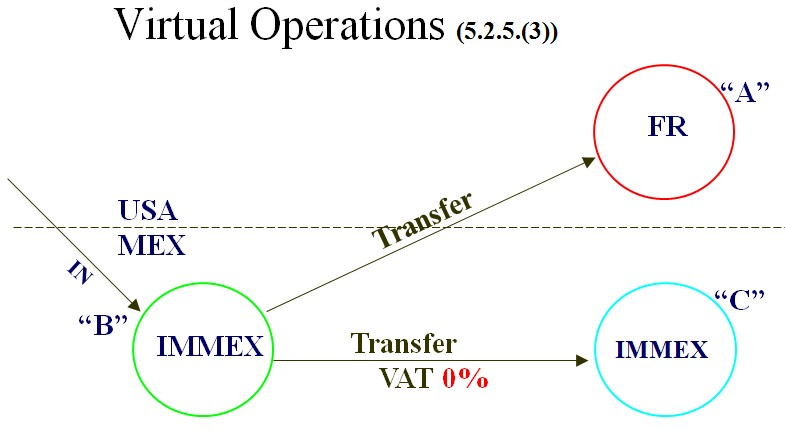 Virtual Operations (5.2.5.(3))
“A”
FR
Transfer
USA
MEX
IN
“B”
IMMEX
Transfer
VAT 0%
“C”
IMMEX